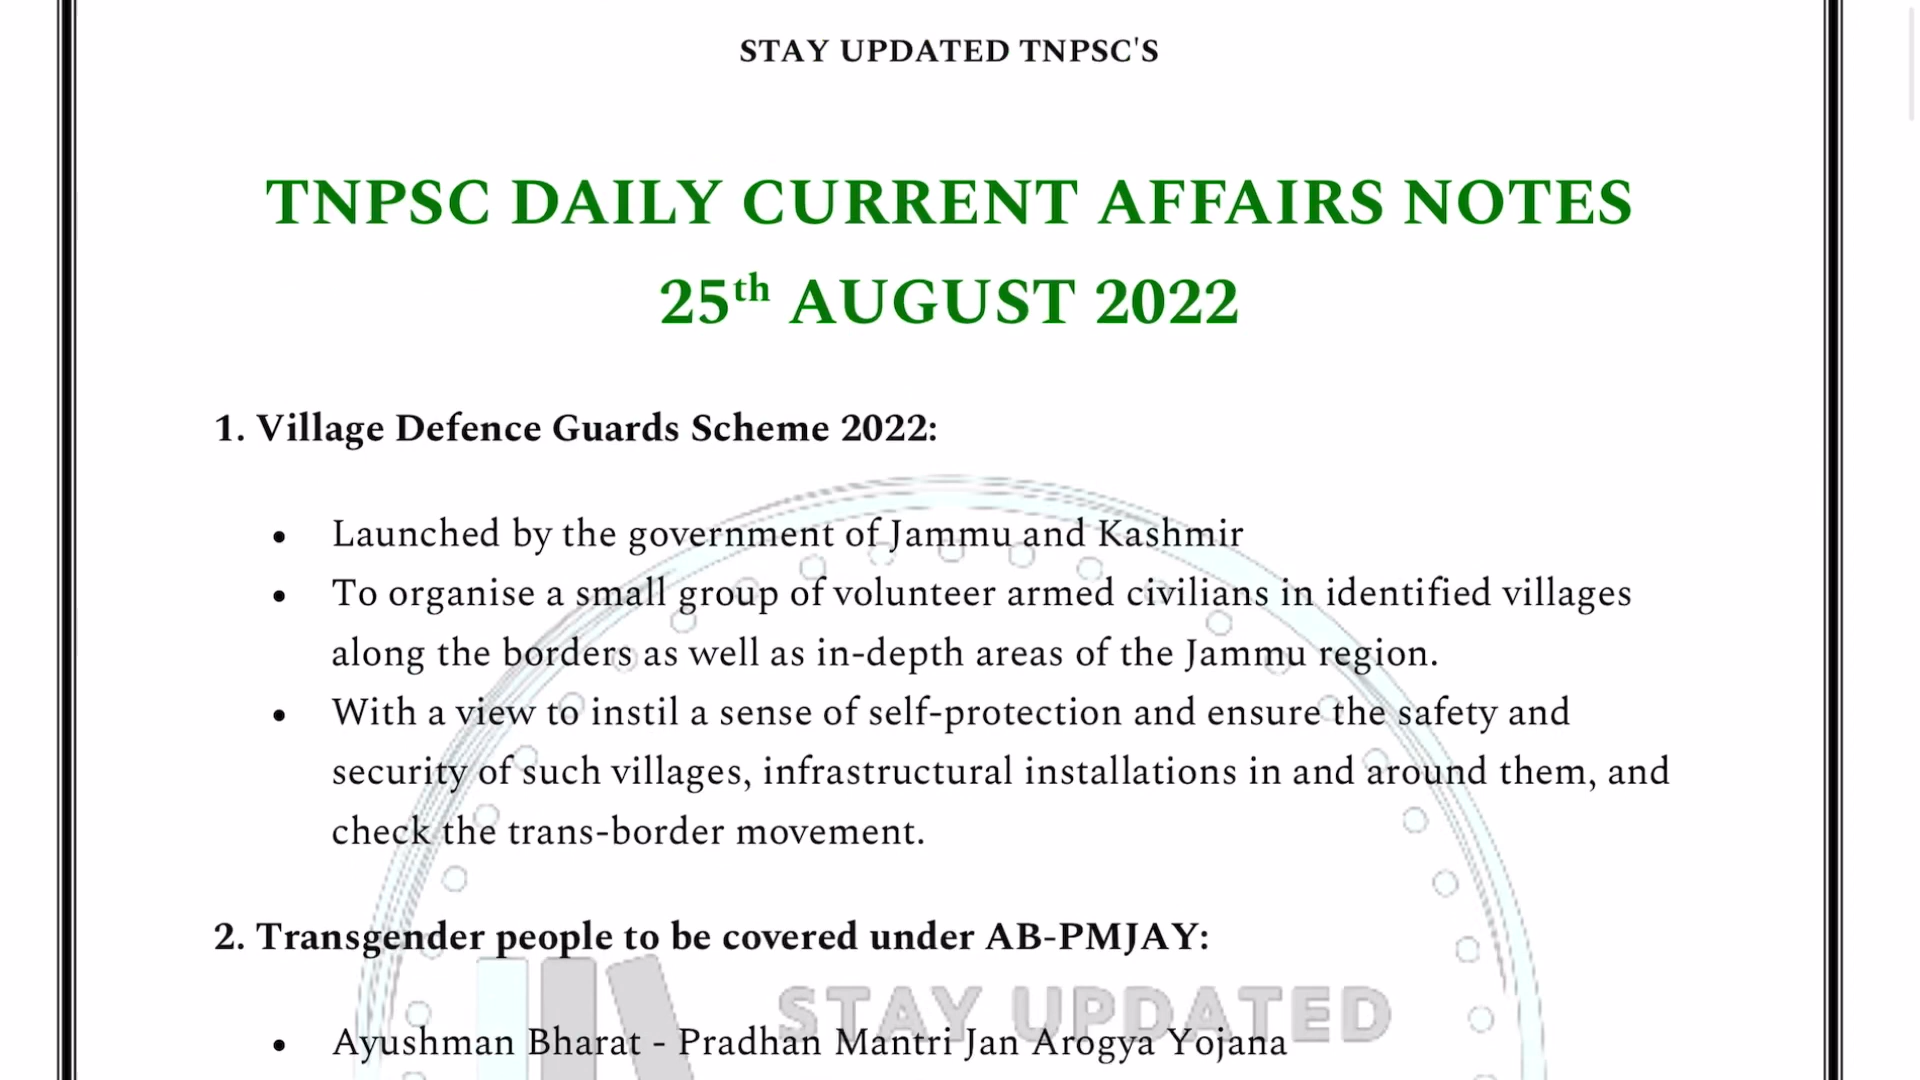 STAY UPDATED TNPSC'S
TNPSC DAILY CURRENT AFFAIRS NOTES
25th AUGUST 2022
1. Village Defence Guards Scheme 2022:
• Launched by the government of Jammu and Kashmir
• To organise a small group of volunteer armed civilians in identified villages
along the borders as well as in-depth areas of the Jammu region.
• With a view to instil a sense of self-protection and ensure the safety and
security of such villages, infrastructural installations in and around them, and
check the trans-border movement.
2. Transgender people to be covered under AB-PMJAY:
STAY UPDATED
• Ayushman Bharat - Pradhan Mantri Jan Arogya Yojana